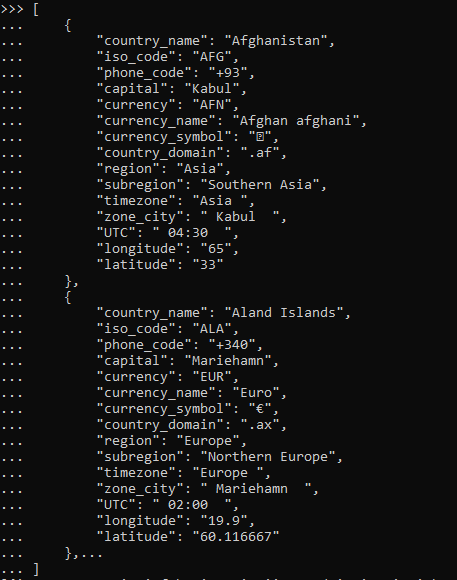 >>> [
...     {
...         "country_name": "Afghanistan",
...         "iso_code": "AFG",
...         "phone_code": "+93",
...         "capital": "Kabul",
...         "currency": "AFN",
...         "currency_name": "Afghan afghani",
...         "currency_symbol": "",
...         "country_domain": ".af",
...         "region": "Asia",
...         "subregion": "Southern Asia",
...         "timezone": "Asia ",
...         "zone_city": " Kabul  ",
...         "UTC": " 04:30  ",
...         "longitude": "65",
...         "latitude": "33"
...     },
...     {
...         "country_name": "Aland Islands",
...         "iso_code": "ALA",
...         "phone_code": "+340",
...         "capital": "Mariehamn",
...         "currency": "EUR",
...         "currency_name": "Euro",
...         "currency_symbol": "€",
...         "country_domain": ".ax",
...         "region": "Europe",
...         "subregion": "Northern Europe",
...         "timezone": "Europe ",
...         "zone_city": " Mariehamn  ",
...         "UTC": " 02:00  ",
...         "longitude": "19.9",
...         "latitude": "60.116667"
...     },...
... ]